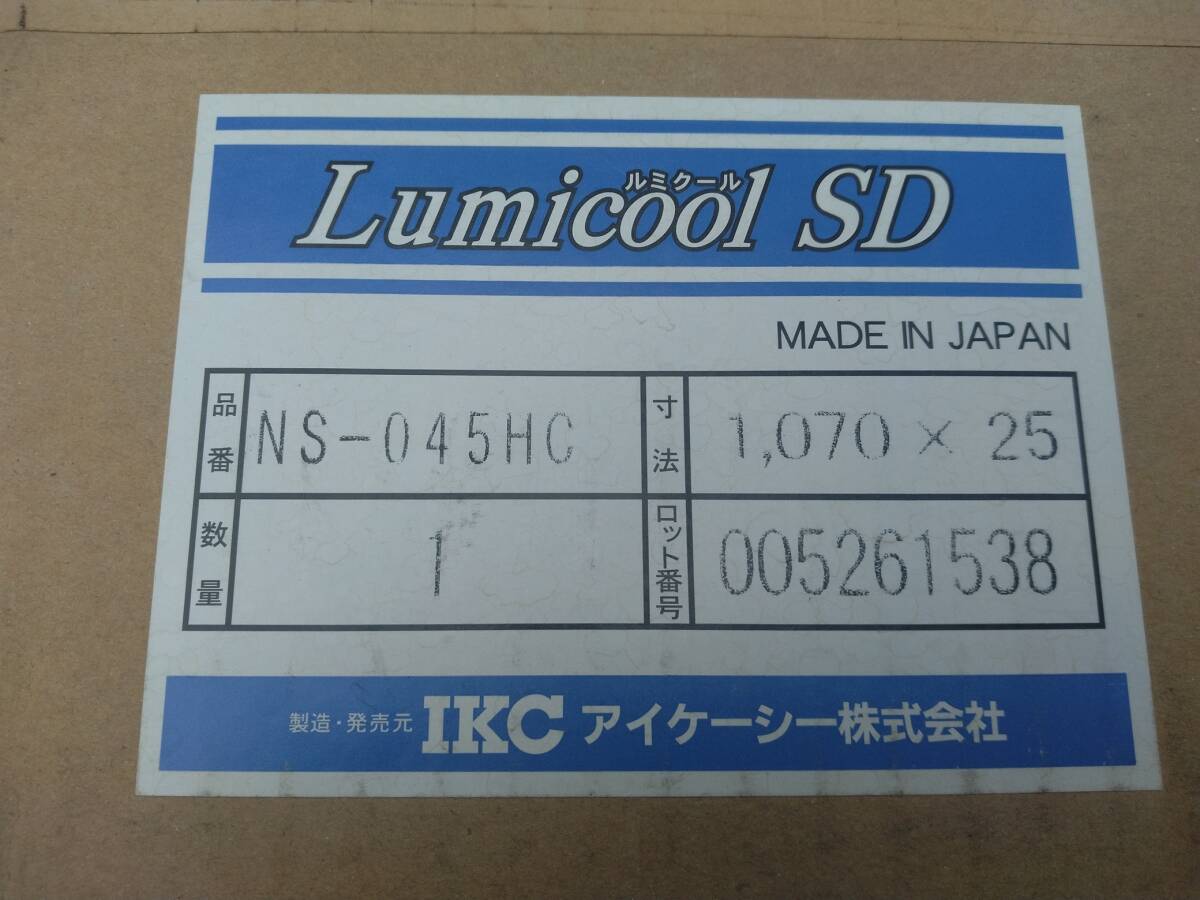 ルミクール
Lumicool SD
MADE IN JAPAN
品番 NS-045HC 寸法 1,070 × 25
数量 1 ロット番号 005261538
製造・発売元 IKC アイケーシー株式会社